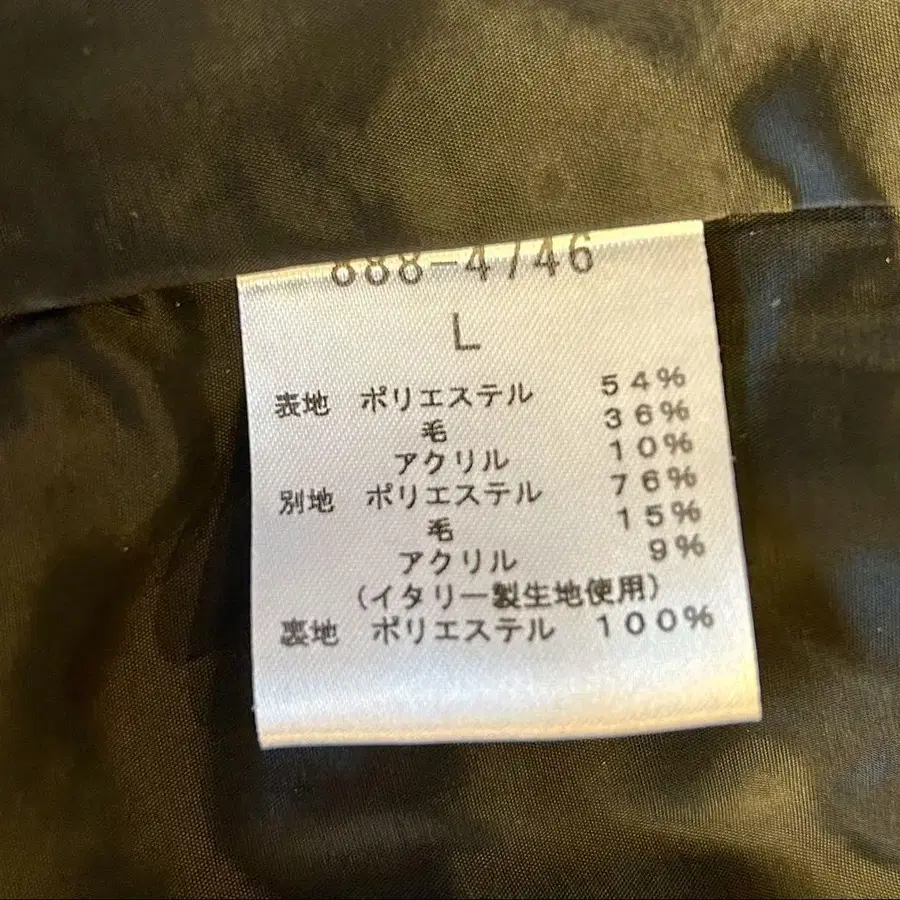 888-4746
L
表地 ポリエステル 54%
毛 36%
アクリル 10%
別地 ポリエステル 76%
毛 15%
アクリル 9%
(イタリー製生地使用)
裏地 ポリエステル 100%